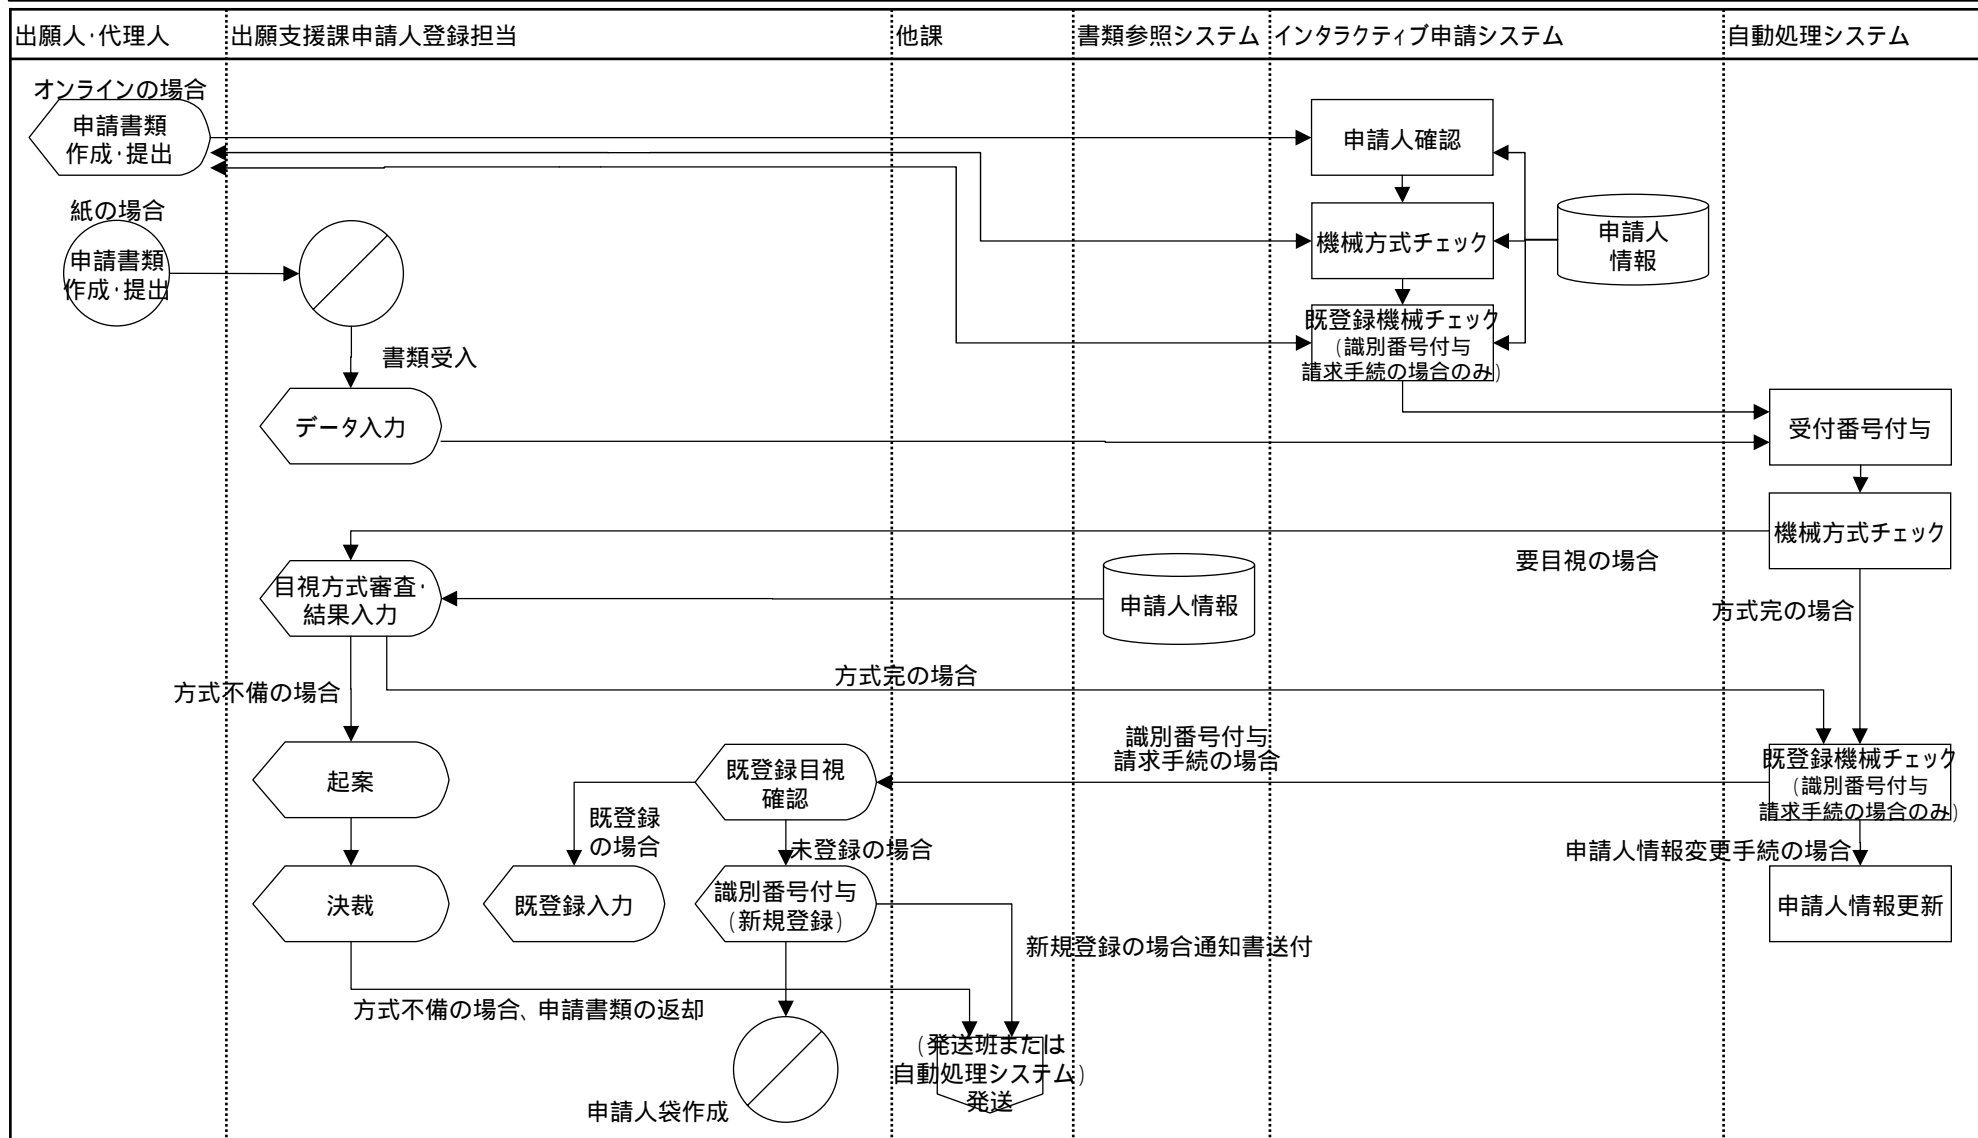 出願人・代理人
出願支援課申請人登録担当
他課
書類参照システム
インタラクティブ申請システム
自動処理システム
オンラインの場合
申請書類
作成・提出
申請人確認
紙の場合
申請書類
作成・提出
機械方式チェック
申請人
情報
既登録機械チェック
(識別番号付与
請求手続の場合のみ)
書類受入
データ入力
受付番号付与
機械方式チェック
要目視の場合
目視方式審査・
結果入力
申請人情報
方式完の場合
方式不備の場合
方式完の場合
識別番号付与
請求手続の場合
起案
既登録目視
確認
既登録機械チェック
(識別番号付与
請求手続の場合のみ)
既登録
の場合
未登録の場合
申請人情報変更手続の場合
決裁
既登録入力
識別番号付与
(新規登録)
申請人情報更新
新規登録の場合通知書送付
方式不備の場合、申請書類の返却
(発送班または
自動処理システム)
発送
申請人袋作成